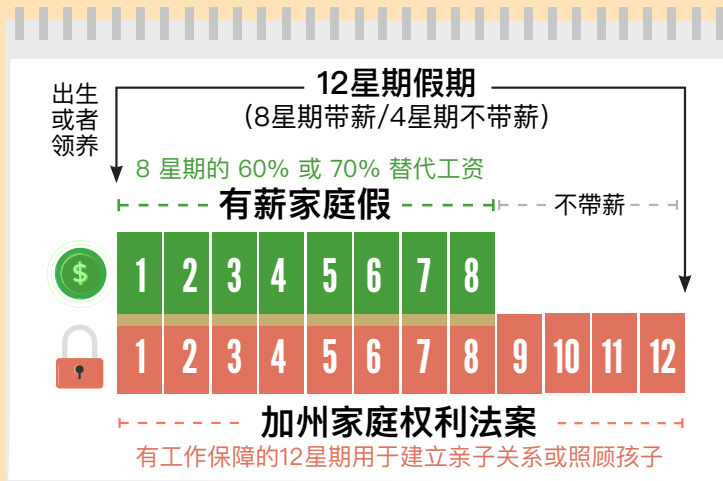 出生
或者
领养
12星期假期
(8星期带薪/4星期不带薪)
8 星期的 60% 或 70% 替代工资
有薪家庭假
不帶薪
$
1 2 3 4 5 6 7 8
1 2 3 4 5 6 7 8 9 10 11 12
加州家庭权利法案
有工作保障的12星期用于建立亲子关系或照顾孩子